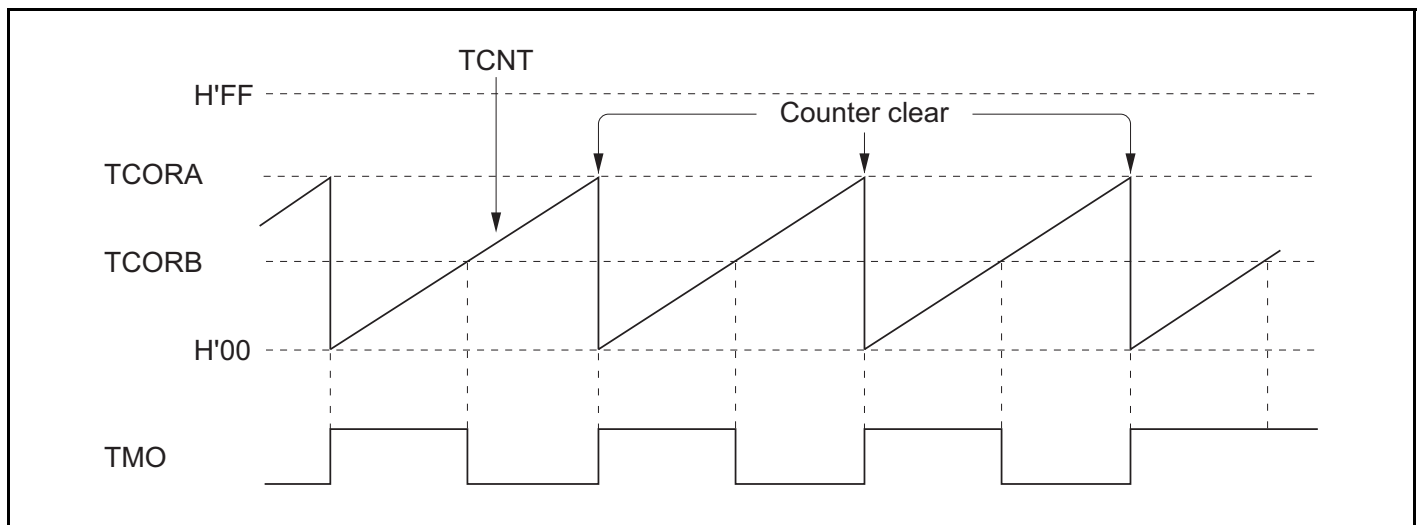 TCNT
H'FF
Counter clear
TCORA
TCORB
H'00
TMO